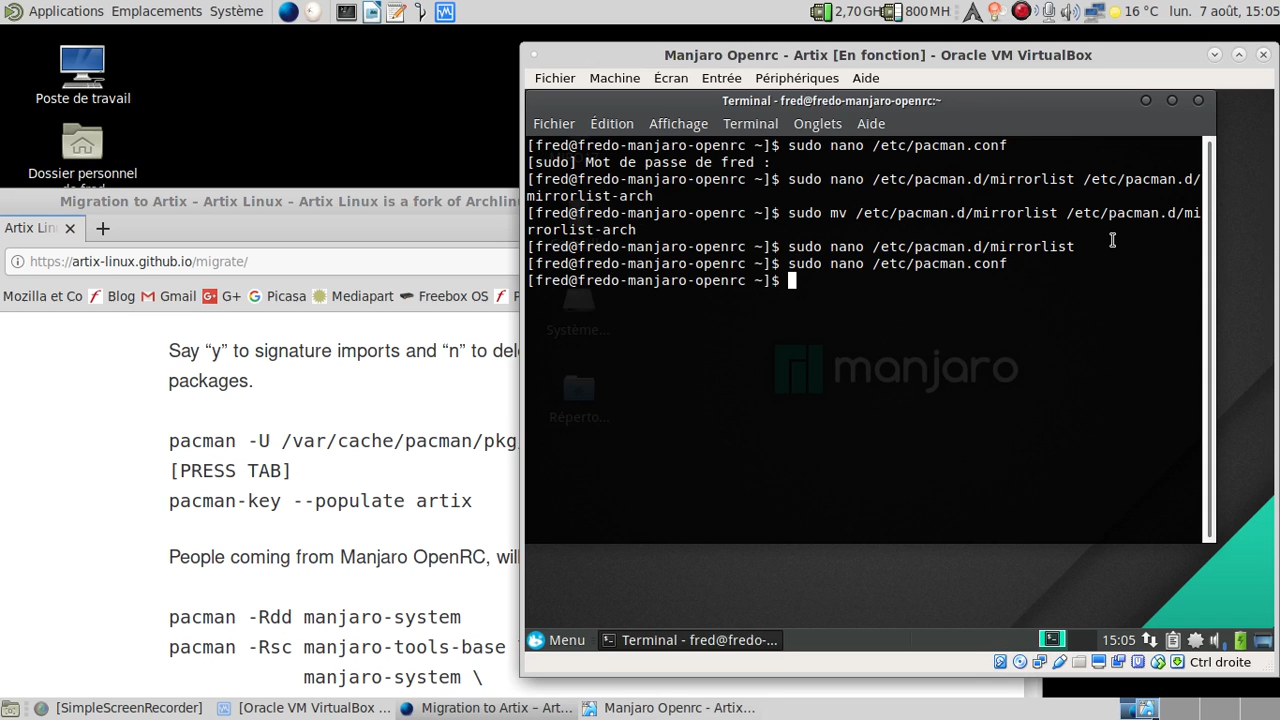 Applications Emplacements Système 2,70 GH 800 MH 16 °C lun. 7 août, 15:05
Poste de travail
Dossier personnel
Migration to Artix – Artix Linux – Artix Linux is a fork of Archlin
Artix Lin
https://artix-linux.github.io/migrate/
Mozilla et Co Blog Gmail G+ Picasa Mediapart Freebox OS
Say “y” to signature imports and “n” to del
packages.
pacman -U /var/cache/pacman/pkg
[PRESS TAB]
pacman-key --populate artix
People coming from Manjaro OpenRC, wil
pacman -Rdd manjaro-system
pacman -Rsc manjaro-tools-base
manjaro-system \
Manjaro Openrc - Artix [En fonction] - Oracle VM VirtualBox
Fichier Machine Écran Entrée Périphériques Aide
Terminal - fred@fredo-manjaro-openrc:~
Fichier Édition Affichage Terminal Onglets Aide
[fred@fredo-manjaro-openrc ~]$ sudo nano /etc/pacman.conf
[sudo] Mot de passe de fred :
[fred@fredo-manjaro-openrc ~]$ sudo nano /etc/pacman.d/mirrorlist /etc/pacman.d/
mirrorlist-arch
[fred@fredo-manjaro-openrc ~]$ sudo mv /etc/pacman.d/mirrorlist /etc/pacman.d/mi
rrorlist-arch
[fred@fredo-manjaro-openrc ~]$ sudo nano /etc/pacman.d/mirrorlist
[fred@fredo-manjaro-openrc ~]$ sudo nano /etc/pacman.conf
[fred@fredo-manjaro-openrc ~]$
Système...
manjaro
Réperto...
Menu Terminal - fred@fredo-... 15:05
Ctrl droite
[SimpleScreenRecorder] [Oracle VM VirtualBox ... Migration to Artix – Art... Manjaro Openrc - Artix...